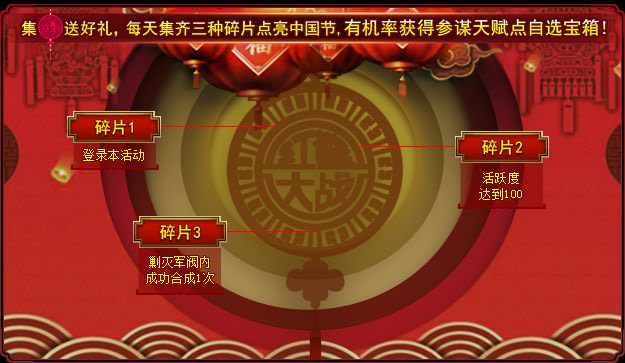 集福送好礼，每天集齐三种碎片点亮中国节,有机率获得参谋天赋点自选宝箱！
福
碎片1
登录本活动
红警
大战
碎片2
活跃度
达到100
碎片3
剿灭军阀内
成功合成1次